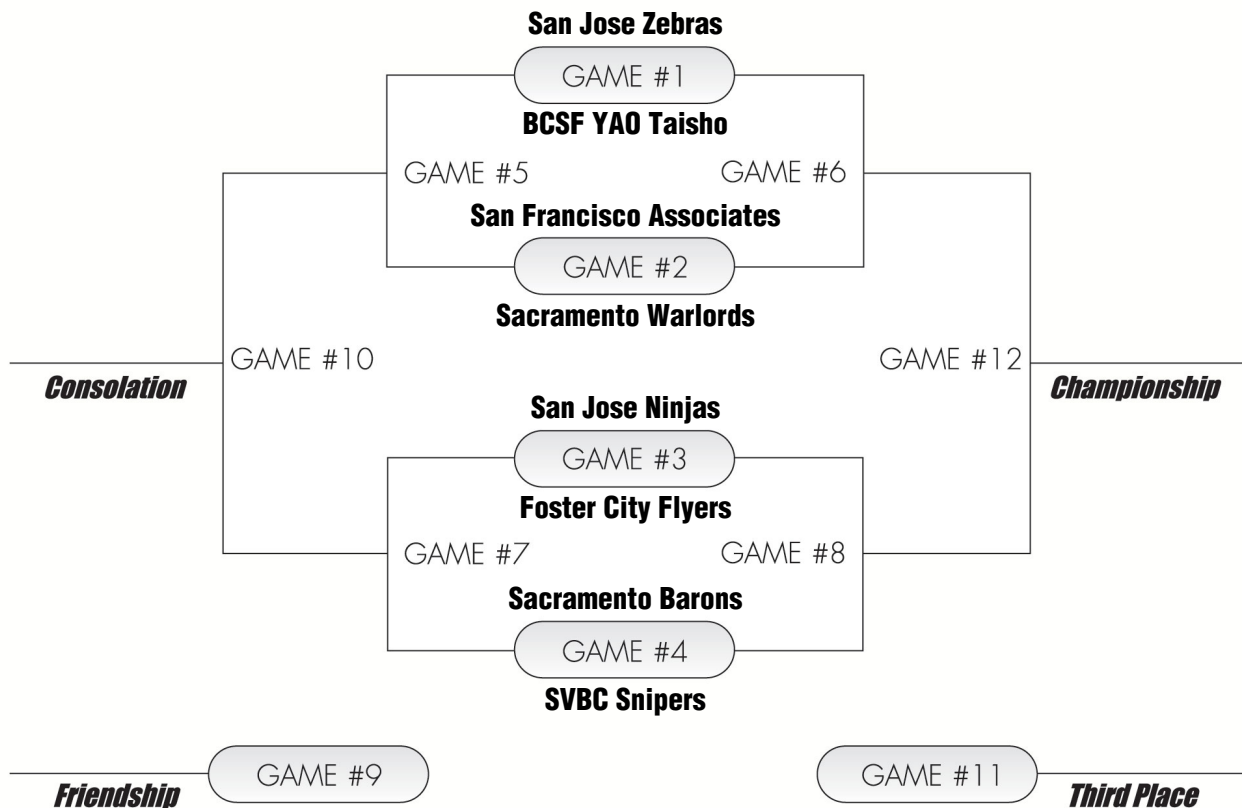 San Jose Zebras
GAME #1
BCSF YAO Taisho
GAME #5
GAME #6
San Francisco Associates
GAME #2
Sacramento Warlords
GAME #10
GAME #12
Consolation
Championship
San Jose Ninjas
GAME #3
Foster City Flyers
GAME #7
GAME #8
Sacramento Barons
GAME #4
SVBC Snipers
GAME #9
GAME #11
Friendship
Third Place